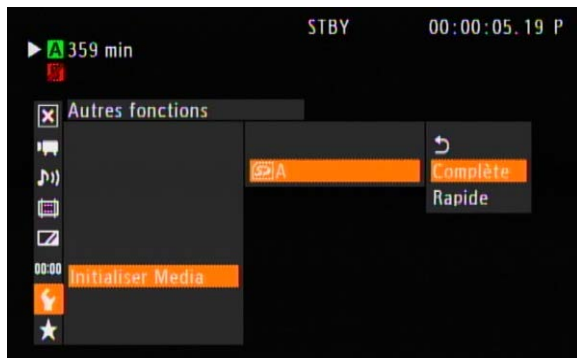 STBY 00:00:05.19 P
A 359 min
Autres fonctions
A Complète
Rapide
00:00 Initialiser Media